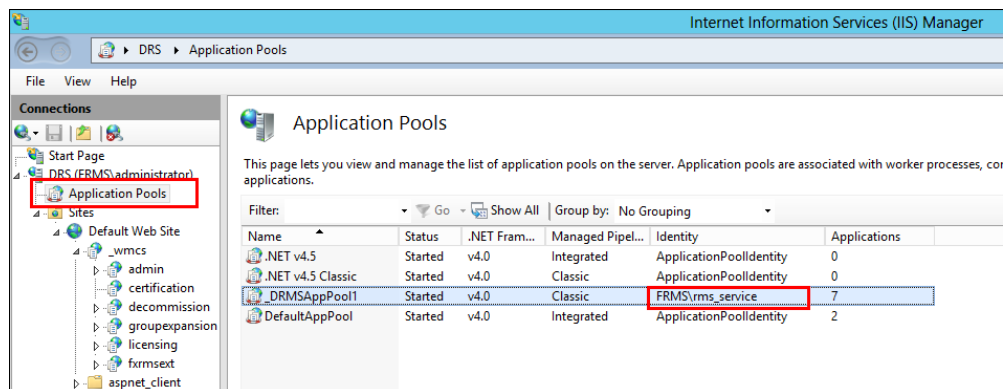 Internet Information Services (IIS) Manager
DRS Application Pools
File View Help
Connections
Start Page
DRS (FRMS\administrator)
Application Pools
Sites
Default Web Site
_wmcs
admin
certification
decommission
groupexpansion
licensing
fxrmsext
aspnet_client
Application Pools
This page lets you view and manage the list of application pools on the server. Application pools are associated with worker processes, con
applications.
Filter: Go Show All Group by: No Grouping
Name Status .NET Fram... Managed Pipel... Identity Applications
.NET v4.5 Started v4.0 Integrated ApplicationPoolIdentity 0
.NET v4.5 Classic Started v4.0 Classic ApplicationPoolIdentity 0
_DRMSAppPool1 Started v4.0 Classic FRMS\rms_service 7
DefaultAppPool Started v4.0 Integrated ApplicationPoolIdentity 2